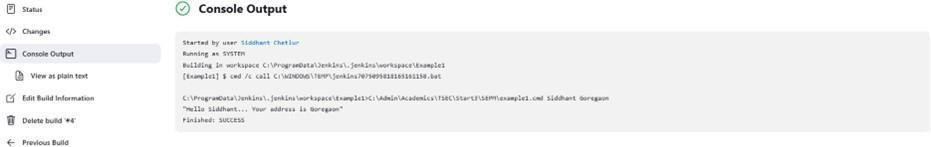 Status
Changes
Console Output
View as plain text
Edit Build Information
Delete build '#4'
Previous Build
Console Output
Started by user Siddhant Chetlur
Running as SYSTEM
Building in workspace C:\ProgramData\Jenkins\.jenkins\workspace\Example1
[Example1] $ cmd /c call C:\WINDOWS\TEMP\jenkins7075095818165161158.bat
C:\ProgramData\Jenkins\.jenkins\workspace\Example1>C:\Admin\Academics\TSEC\Start3\SEPM\example1.cmd Siddhant Goregaon
"Hello Siddhant... Your address is Goregaon"
Finished: SUCCESS